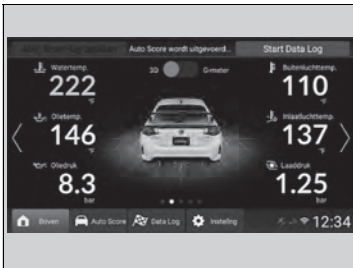 Auto Score wordt uitgevoerd...
Start Data Log
Watertemp.
222
°F
Olietemp.
146
°F
Oliedruk
8.3
bar
3D
G-meter
Buitenluchttemp.
110
°F
Inlaatluchttemp.
137
°F
Laaddruk
1.25
bar
Boven
Auto Score
Data Log
Instelling
12:34